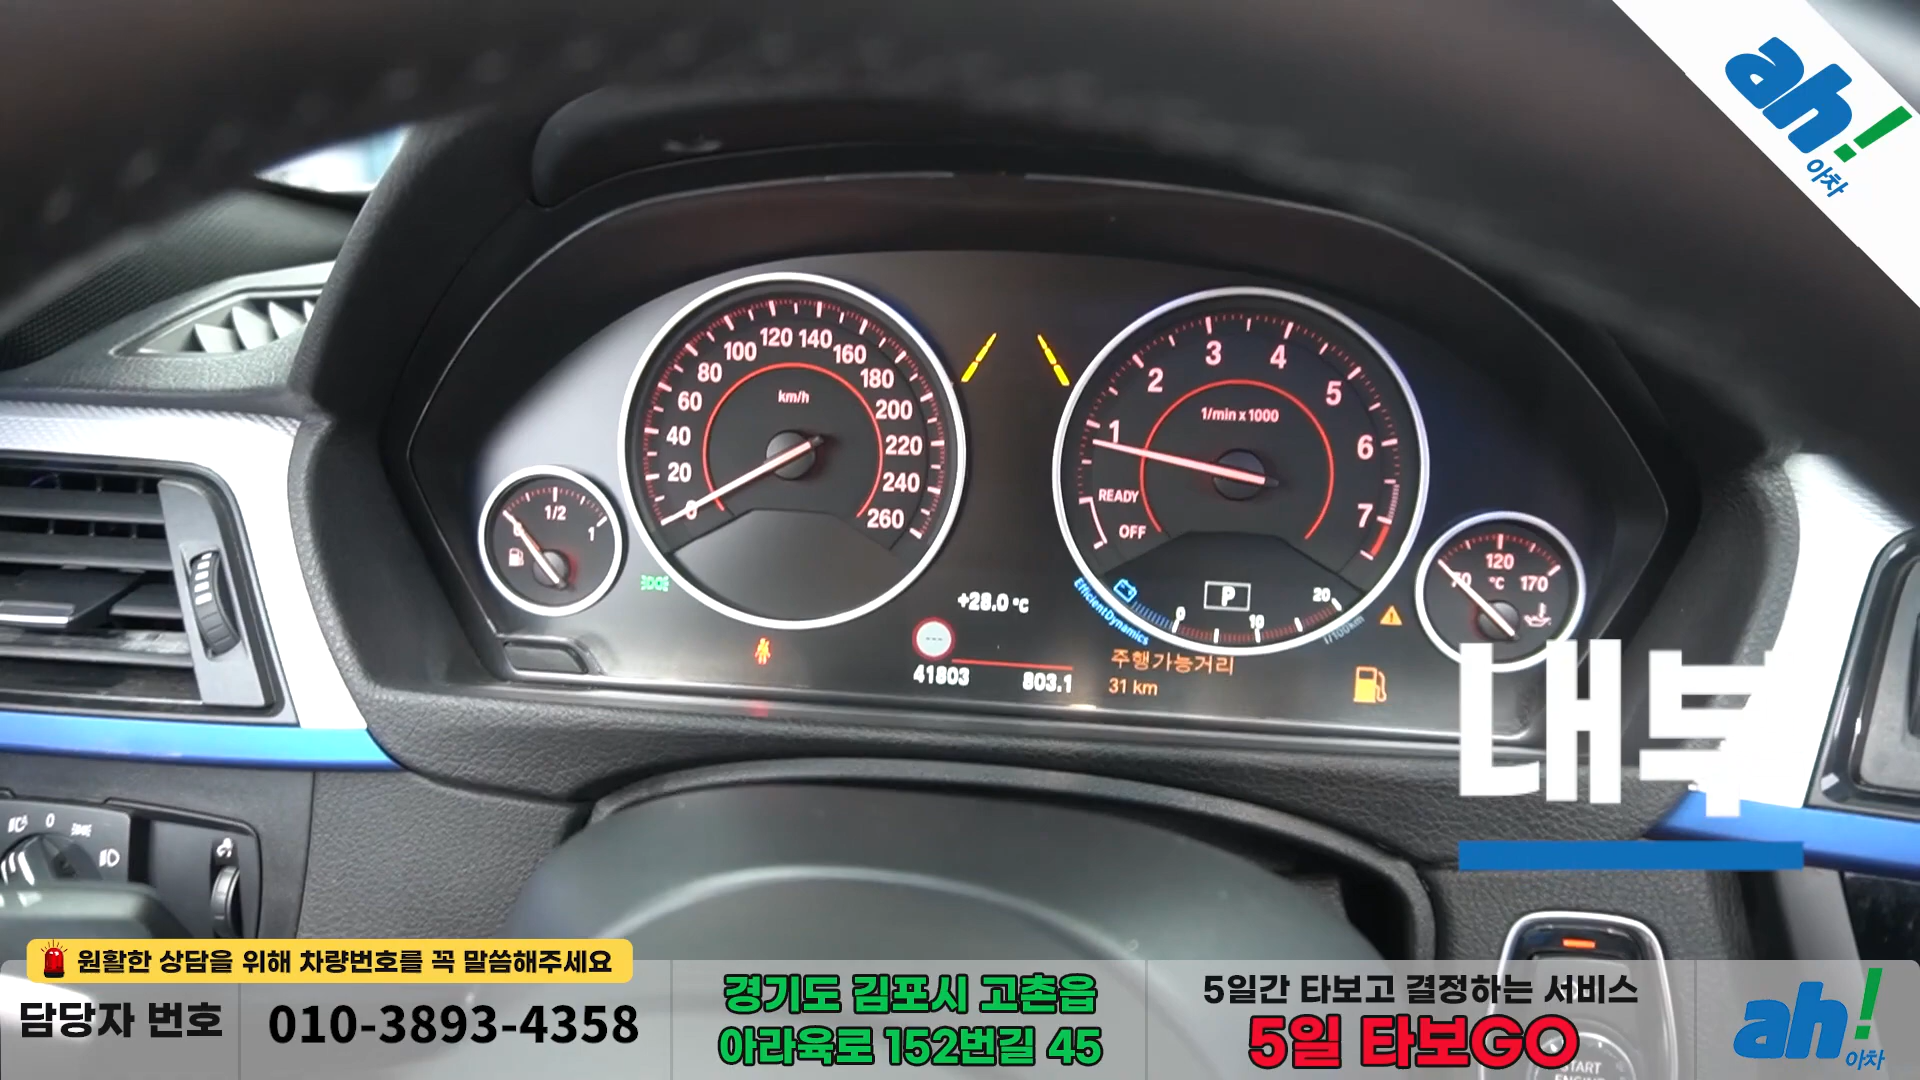 ah!
아차
120 140
100 160
80 180
60 200
40 220
20 240
0 260
km/h
1/2
1
3 4
2 5
1 6
7
1/min x 1000
READY
OFF
EfficientDynamics
P
0 10 20
l/100km
120
70 °C 170
+28.0 °C
---
41803 803.1
주행가능거리
31 km
내부
0
원활한 상담을 위해 차량번호를 꼭 말씀해주세요
담당자 번호
010-3893-4358
경기도 김포시 고촌읍
아라육로 152번길 45
5일간 타보고 결정하는 서비스
5일 타보GO
START
ENGINE
ah!
아차